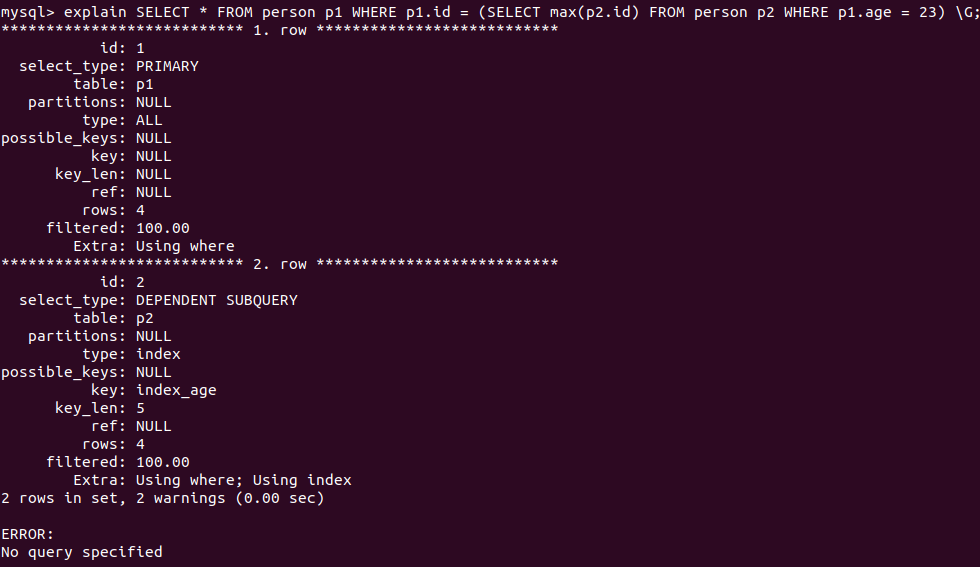 mysql> explain SELECT * FROM person p1 WHERE p1.id = (SELECT max(p2.id) FROM person p2 WHERE p1.age = 23) \G;
*************************** 1. row ***************************
           id: 1
  select_type: PRIMARY
        table: p1
   partitions: NULL
         type: ALL
possible_keys: NULL
          key: NULL
      key_len: NULL
          ref: NULL
         rows: 4
     filtered: 100.00
        Extra: Using where
*************************** 2. row ***************************
           id: 2
  select_type: DEPENDENT SUBQUERY
        table: p2
   partitions: NULL
         type: index
possible_keys: NULL
          key: index_age
      key_len: 5
          ref: NULL
         rows: 4
     filtered: 100.00
        Extra: Using where; Using index
2 rows in set, 2 warnings (0.00 sec)

ERROR:
No query specified